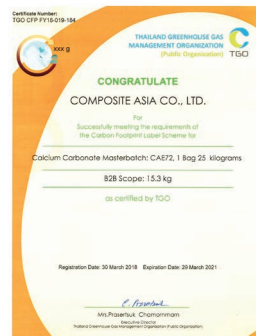 Certificate Number:
TGO CFP FY18-019-184
xxx g
THAILAND GREENHOUSE GAS
MANAGEMENT ORGANIZATION
(Public Organization)
TGO
CONGRATULATE
COMPOSITE ASIA CO., LTD.
For
Successfully meeting the requirements of
the Carbon Footprint Label Scheme for
Calcium Carbonate Masterbatch: CAE72, 1 Bag 25 kilograms
B2B Scope: 15.3 kg
as certified by TGO
Registration Date: 30 March 2018 Expiration Date: 29 March 2021
Mrs.Prasertsuk Chamornmarn
Executive Director
Thailand Greenhouse Gas Management Organization (Public Organization)